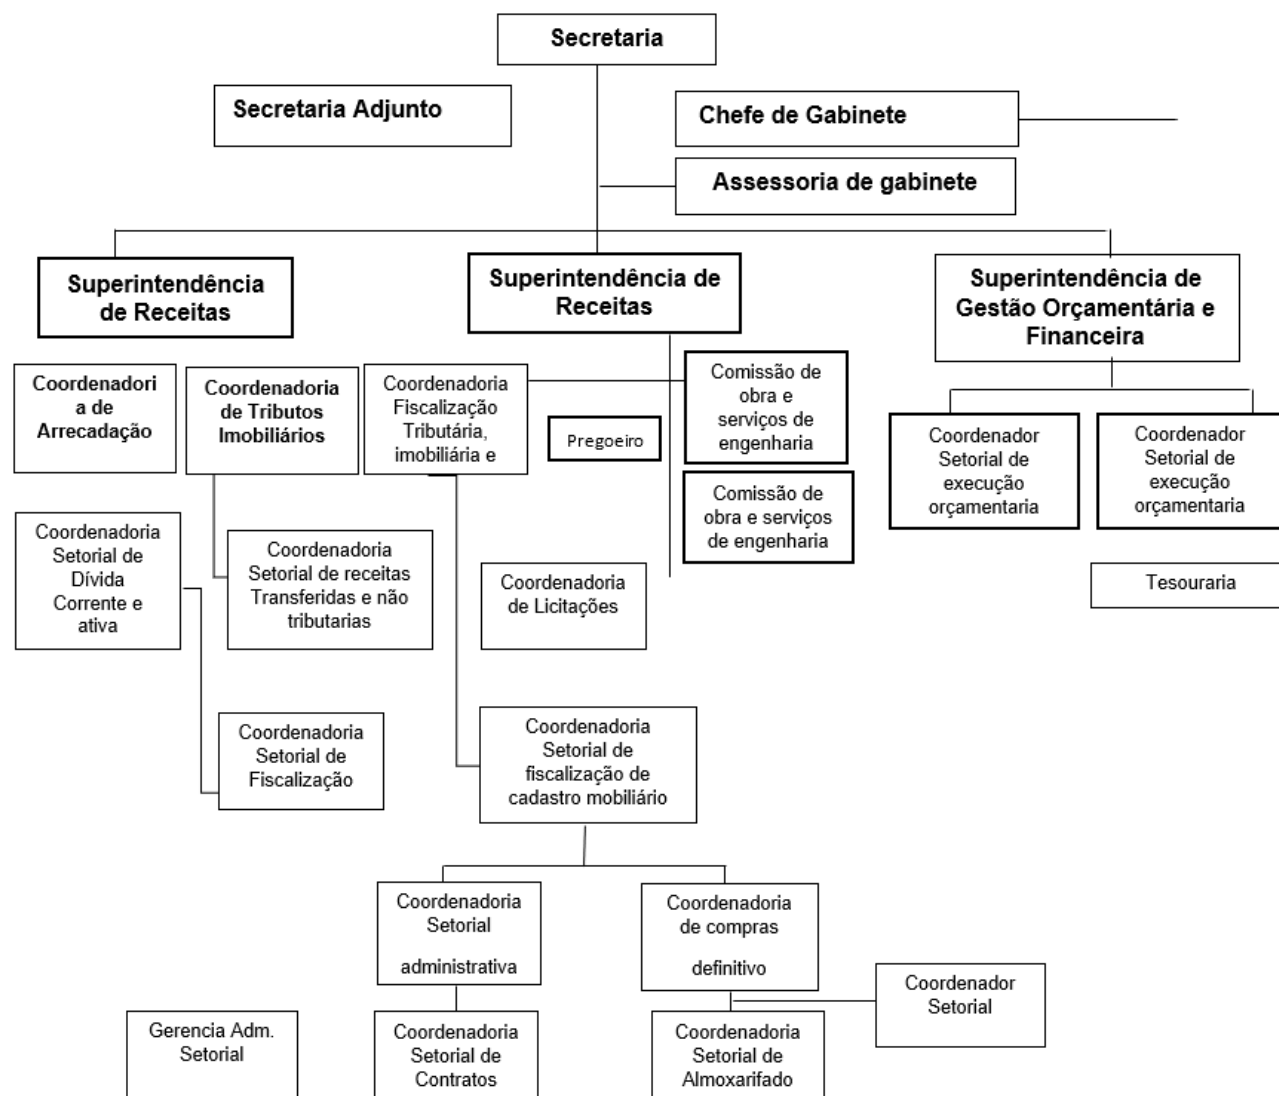 Secretaria
Secretaria Adjunto
Chefe de Gabinete
Assessoria de gabinete
Superintendência
de Receitas
Superintendência de
Receitas
Superintendência de
Gestão Orçamentária e
Financeira
Coordenadori
a de
Arrecadação
Coordenadoria
de Tributos
Imobiliários
Coordenadoria
Fiscalização
Tributária,
imobiliária e
Pregoeiro
Comissão de
obra e
serviços de
engenharia
Comissão de
obra e serviços
de engenharia
Coordenador
Setorial de
execução
orçamentaria
Coordenador
Setorial de
execução
orçamentaria
Coordenadoria
Setorial de
Dívida
Corrente e
ativa
Coordenadoria
Setorial de receitas
Transferidas e não
tributarias
Coordenadoria
de Licitações
Tesouraria
Coordenadoria
Setorial de
Fiscalização
Coordenadoria
Setorial de
fiscalização de
cadastro mobiliário
Coordenadoria
Setorial
administrativa
Coordenadoria
de compras
definitivo
Coordenador
Setorial
Gerencia Adm.
Setorial
Coordenadoria
Setorial de
Contratos
Coordenadoria
Setorial de
Almoxarifado